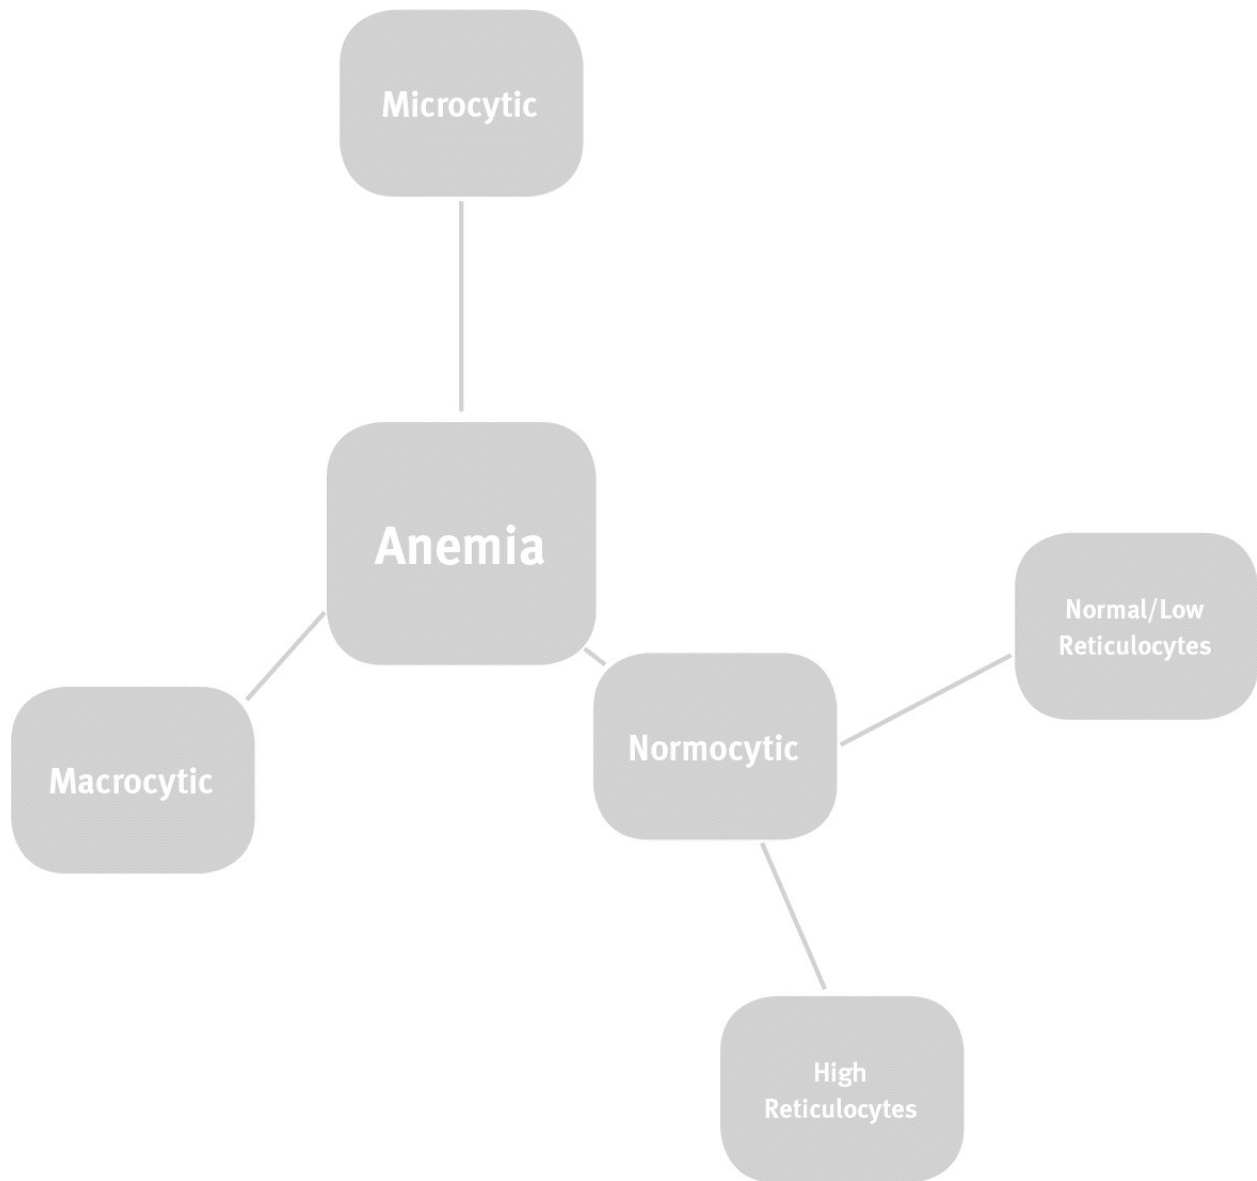 Microcytic
Anemia
Normal/Low
Reticulocytes
Normocytic
Macrocytic
High
Reticulocytes